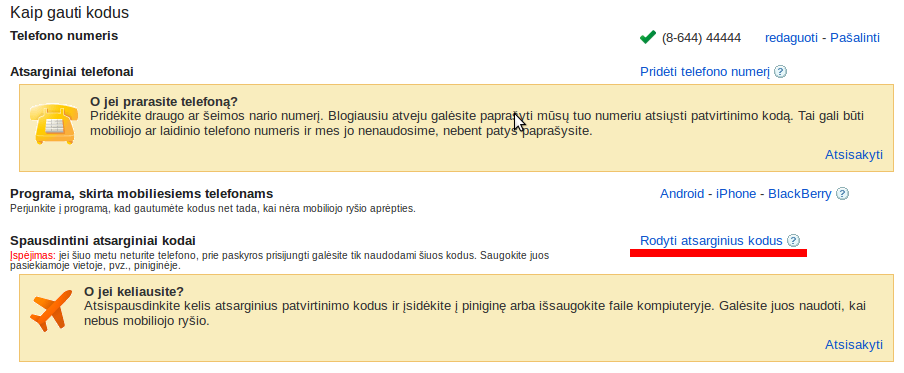 Kaip gauti kodus
Telefono numeris
(8-644) 44444 redaguoti - Pašalinti
Atsarginiai telefonai
Pridėti telefono numerį ?
O jei prarasite telefoną?
Pridėkite draugo ar šeimos nario numerį. Blogiausiu atveju galėsite paprašyti mūsų tuo numeriu atsiųsti patvirtinimo kodą. Tai gali būti
mobiliojo ar laidinio telefono numeris ir mes jo nenaudosime, nebent patys paprašysite.
Atsisakyti
Programa, skirta mobiliesiems telefonams
Android - iPhone - BlackBerry ?
Perjunkite į programą, kad gautumėte kodus net tada, kai nėra mobiliojo ryšio aprėpties.
Spausdintini atsarginiai kodai
Rodyti atsarginius kodus ?
Įspėjimas: jei šiuo metu neturite telefono, prie paskyros prisijungti galėsite tik naudodami šiuos kodus. Saugokite juos
pasiekiamoje vietoje, pvz., piniginėje.
O jei keliausite?
Atsispausdinkite kelis atsarginius patvirtinimo kodus ir įsidėkite į piniginę arba išsaugokite faile kompiuteryje. Galėsite juos naudoti, kai
nebus mobiliojo ryšio.
Atsisakyti